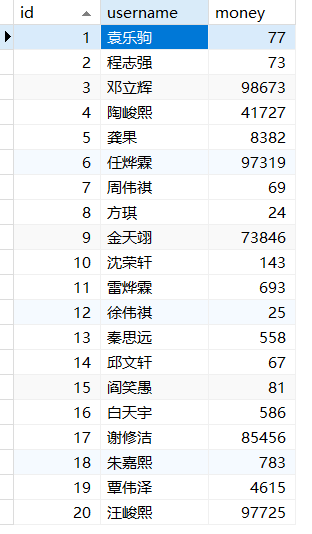 id username money
1 袁乐驹 77
2 程志强 73
3 邓立辉 98673
4 陶峻熙 41727
5 龚果 8382
6 任烨霖 97319
7 周伟祺 69
8 方琪 24
9 金天翊 73846
10 沈荣轩 143
11 雷烨霖 693
12 徐伟祺 25
13 秦思远 558
14 邱文轩 67
15 阎笑愚 81
16 白天宇 586
17 谢修洁 85456
18 朱嘉熙 783
19 覃伟泽 4615
20 汪峻熙 97725